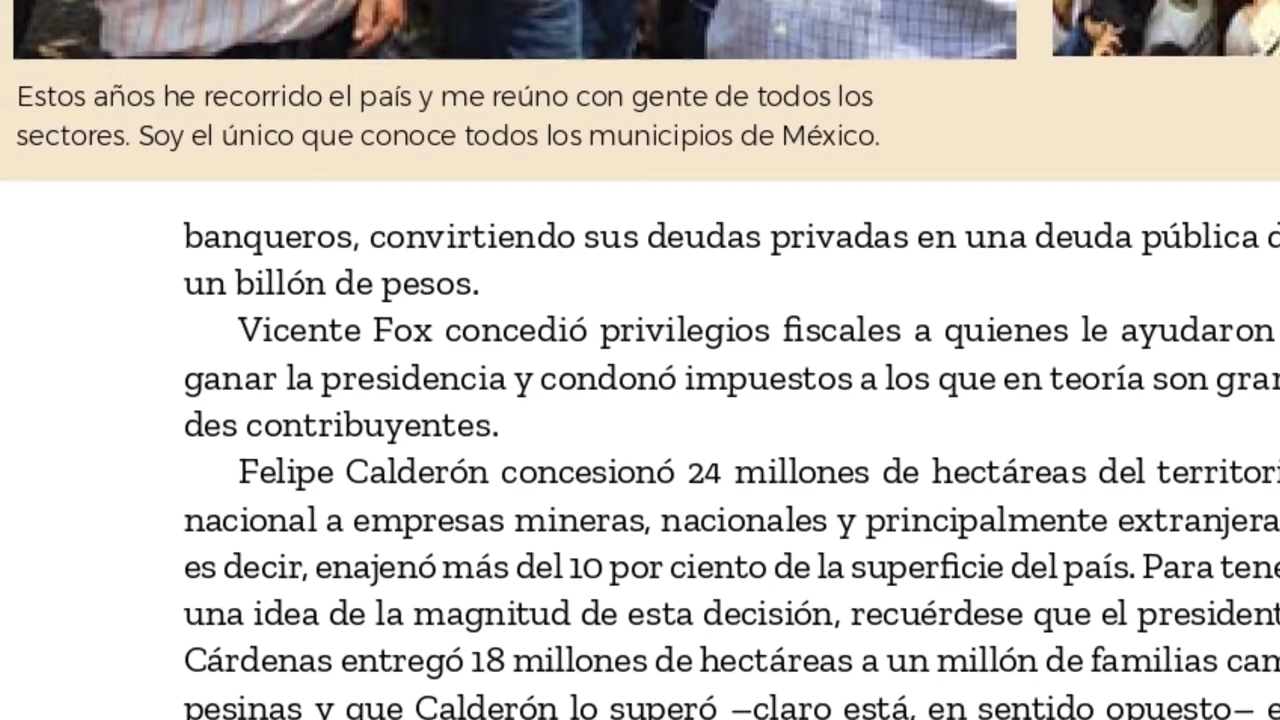 Estos años he recorrido el país y me reúno con gente de todos los
sectores. Soy el único que conoce todos los municipios de México.
banqueros, convirtiendo sus deudas privadas en una deuda pública d
un billón de pesos.
Vicente Fox concedió privilegios fiscales a quienes le ayudaron
ganar la presidencia y condonó impuestos a los que en teoría son gran
des contribuyentes.
Felipe Calderón concesionó 24 millones de hectáreas del territori
nacional a empresas mineras, nacionales y principalmente extranjera
es decir, enajenó más del 10 por ciento de la superficie del país. Para tene
una idea de la magnitud de esta decisión, recuérdese que el president
Cárdenas entregó 18 millones de hectáreas a un millón de familias cam
pesinas y que Calderón lo superó –claro está, en sentido opuesto– e